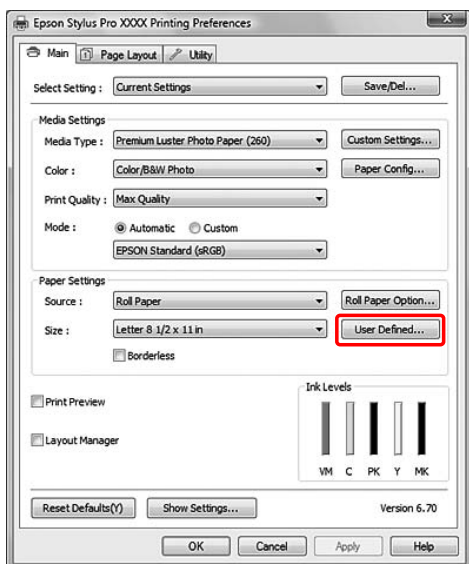 Epson Stylus Pro XXXX Printing Preferences
Main Page Layout Utility
Select Setting : Current Settings Save/Del...
Media Settings
Media Type : Premium Luster Photo Paper (260) Custom Settings...
Color : Color/B&W Photo Paper Config...
Print Quality : Max Quality
Mode : Automatic Custom
EPSON Standard (sRGB)
Paper Settings
Source : Roll Paper Roll Paper Option...
Size : Letter 8 1/2 x 11 in User Defined...
Borderless
Ink Levels
Print Preview
Layout Manager
VM C PK Y MK
Reset Defaults(Y) Show Settings... Version 6.70
OK Cancel Apply Help